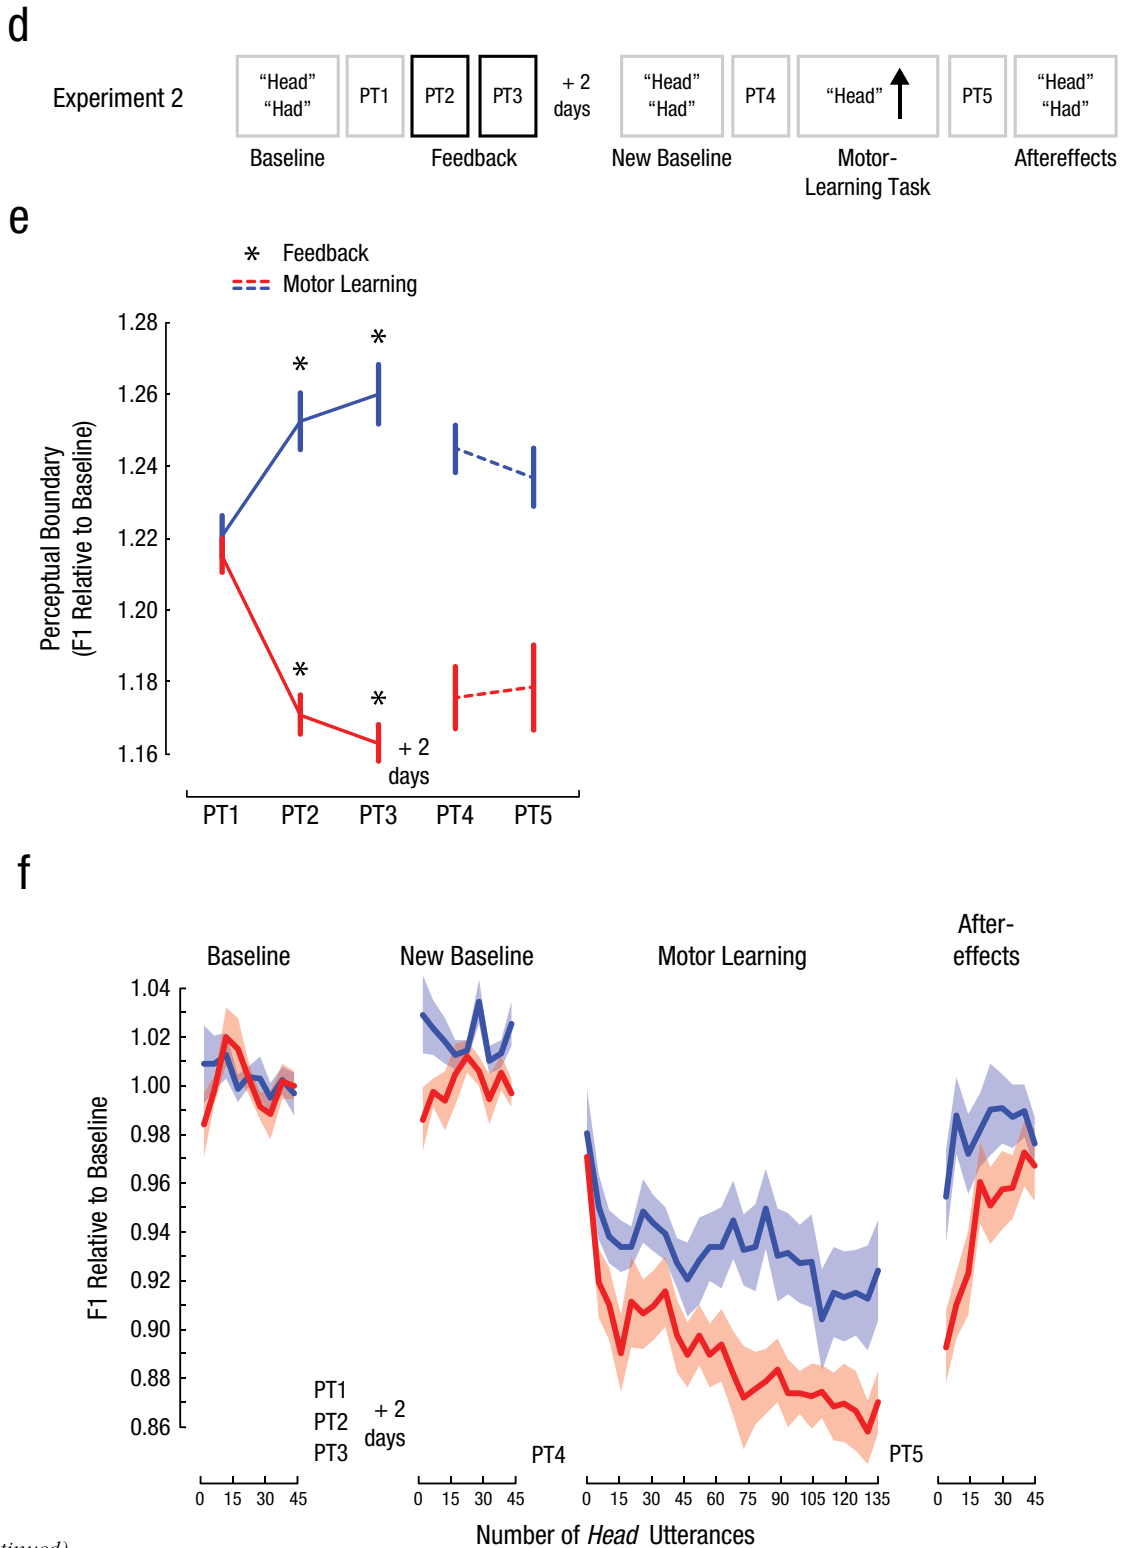 d
Experiment 2
“Head”
“Had”
PT1
PT2
PT3
+ 2
days
“Head”
“Had”
PT4
“Head”
PT5
“Head”
“Had”
Baseline
Feedback
New Baseline
Motor-
Learning Task
Aftereffects
e
* Feedback
Motor Learning
Perceptual Boundary
(F1 Relative to Baseline)
1.28
1.26
1.24
1.22
1.20
1.18
1.16
*
*
*
*
+ 2
days
PT1 PT2 PT3 PT4 PT5
f
Baseline
New Baseline
Motor Learning
After-
effects
F1 Relative to Baseline
1.04
1.02
1.00
0.98
0.96
0.94
0.92
0.90
0.88
0.86
PT1
PT2
PT3
+ 2
days
PT4
PT5
0 15 30 45 0 15 30 45 0 15 30 45 60 75 90 105 120 135 0 15 30 45
Number of Head Utterances
tinued)